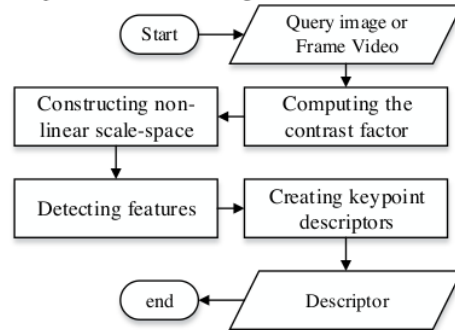 Start
Query image or
Frame Video
Computing the
contrast factor
Constructing non-
linear scale-space
Detecting features
Creating keypoint
descriptors
Descriptor
end